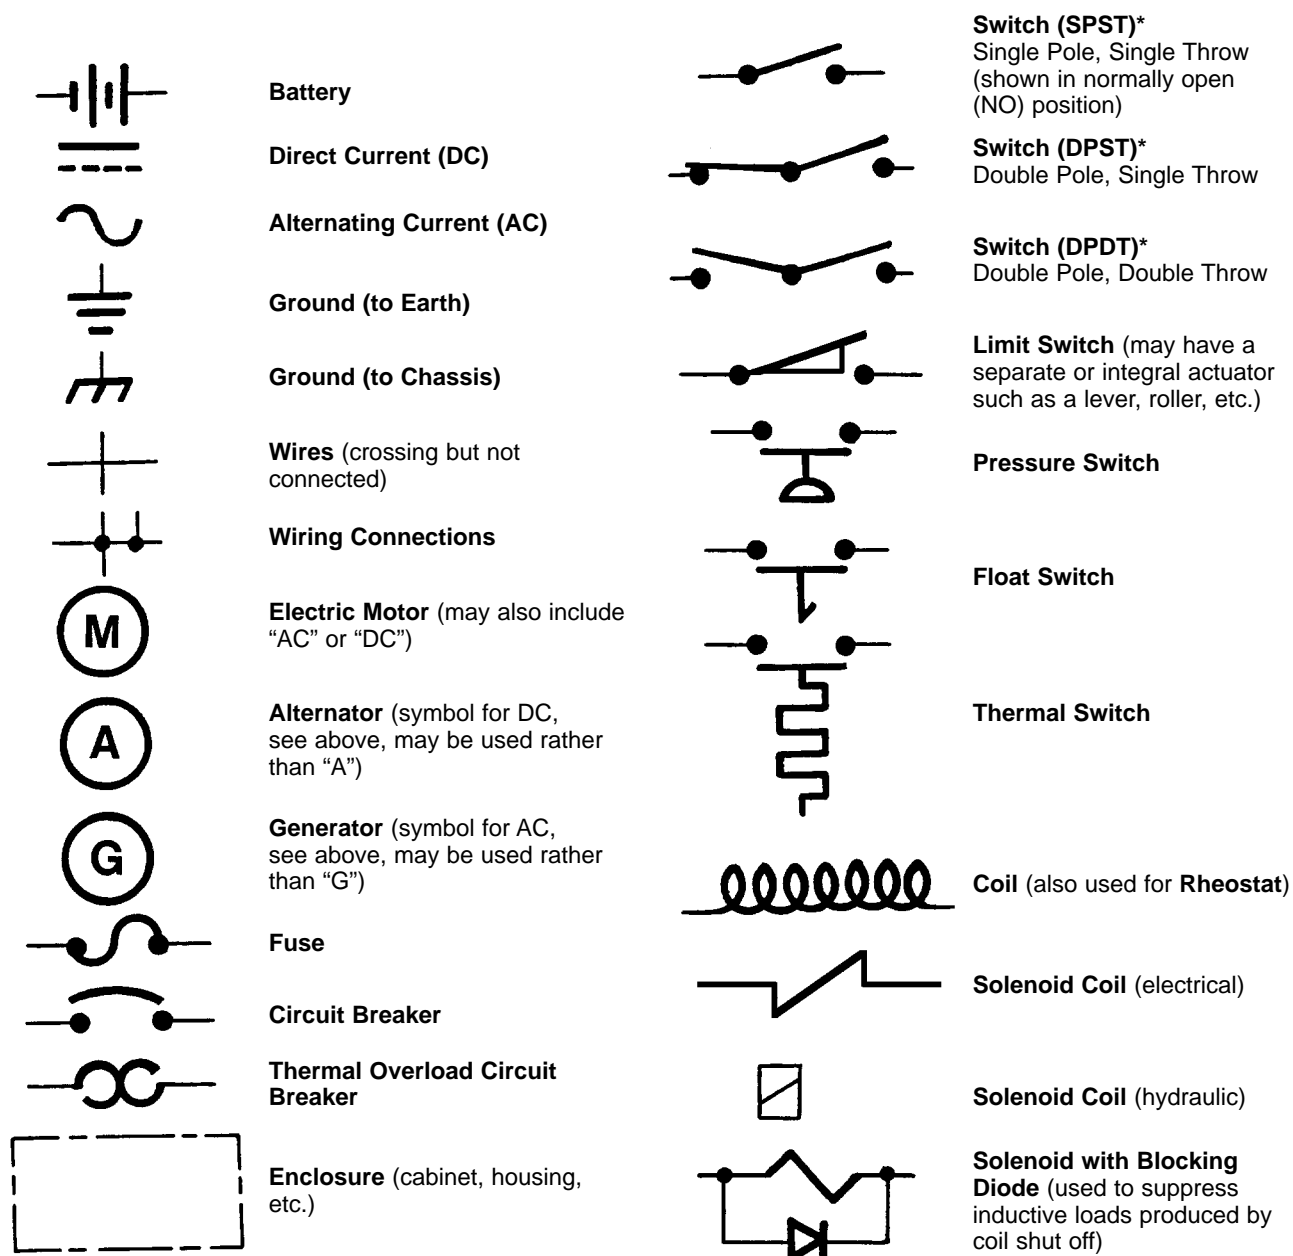 Battery
Direct Current (DC)
Alternating Current (AC)
Ground (to Earth)
Ground (to Chassis)
Wires (crossing but not
connected)
Wiring Connections
M
Electric Motor (may also include
“AC” or “DC”)
A
Alternator (symbol for DC,
see above, may be used rather
than “A”)
G
Generator (symbol for AC,
see above, may be used rather
than “G”)
Fuse
Circuit Breaker
Thermal Overload Circuit
Breaker
Enclosure (cabinet, housing,
etc.)
Switch (SPST)*
Single Pole, Single Throw
(shown in normally open
(NO) position)
Switch (DPST)*
Double Pole, Single Throw
Switch (DPDT)*
Double Pole, Double Throw
Limit Switch (may have a
separate or integral actuator
such as a lever, roller, etc.)
Pressure Switch
Float Switch
Thermal Switch
Coil (also used for Rheostat)
Solenoid Coil (electrical)
Solenoid Coil (hydraulic)
Solenoid with Blocking
Diode (used to suppress
inductive loads produced by
coil shut off)